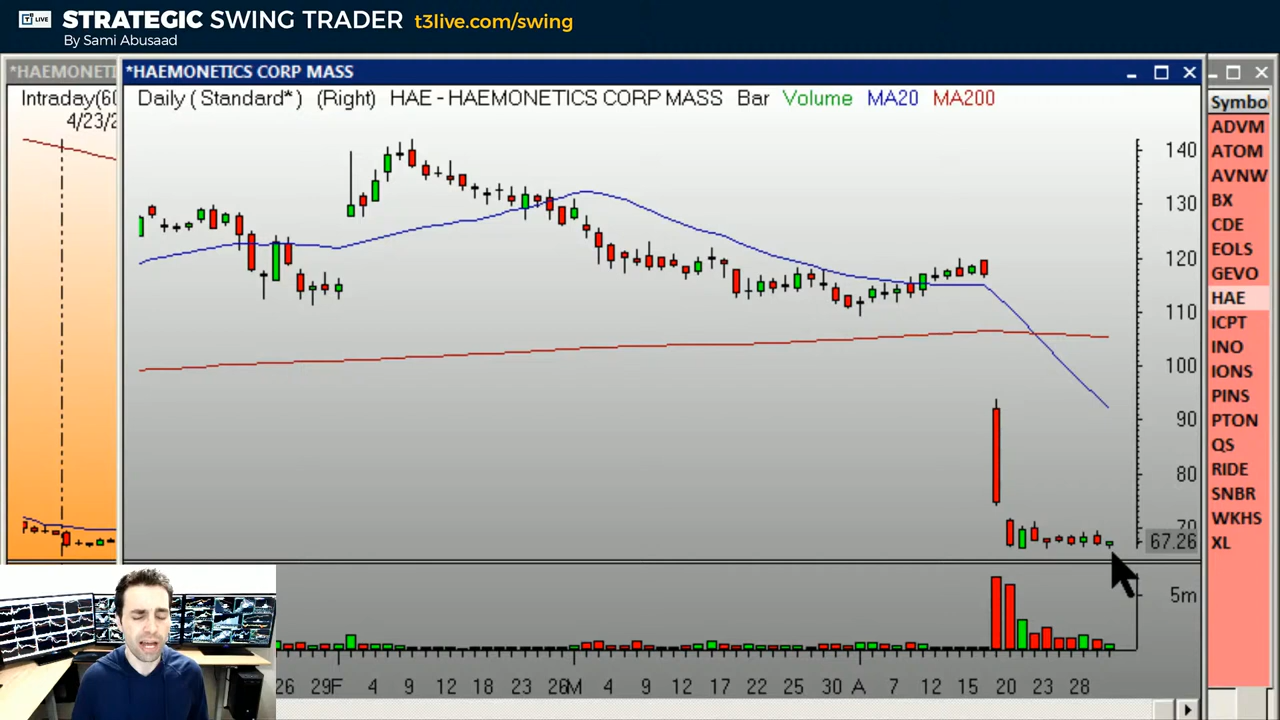 T3 LIVE STRATEGIC SWING TRADER t3live.com/swing
By Sami Abusaad
*HAEMONETI
*HAEMONETICS CORP MASS
Intraday(60
4/23/2
Daily (Standard*) (Right) HAE - HAEMONETICS CORP MASS Bar Volume MA20 MA200
140
130
120
110
100
90
80
70
67.26
5m
26 29F 4 9 12 18 23 26M 4 9 12 17 22 25 30 A 7 12 15 20 23 28
Symbo
ADVM
ATOM
AVNW
BX
CDE
EOLS
GEVO
HAE
ICPT
INO
IONS
PINS
PTON
QS
RIDE
SNBR
WKHS
XL